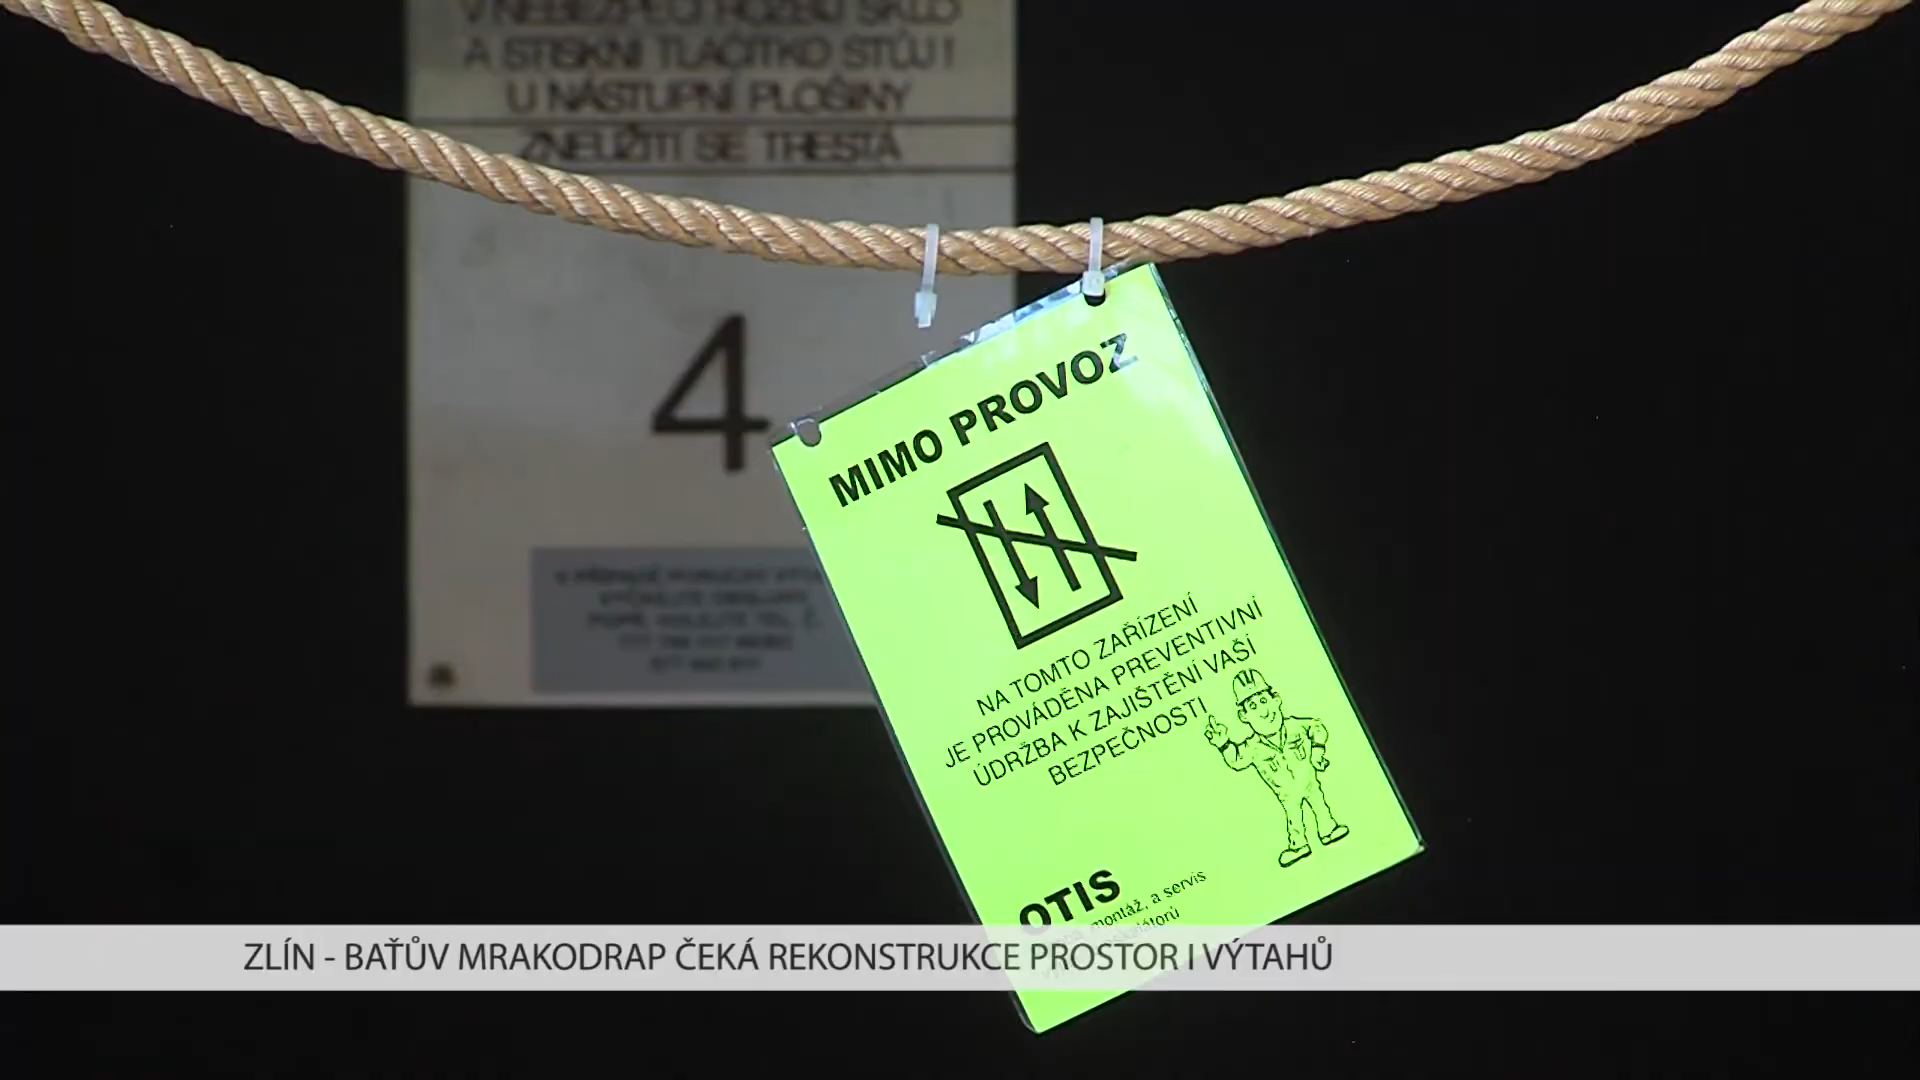 V NEBEZPEČÍ ROZBIJ SKLO
A STISKNI TLAČÍTKO STŮJ!
U NÁSTUPNÍ PLOŠINY
ZNEUŽITÍ SE TRESTÁ
4
MIMO PROVOZ
NA TOMTO ZAŘÍZENÍ
JE PROVÁDĚNA PREVENTIVNÍ
ÚDRŽBA K ZAJIŠTĚNÍ VAŠÍ
BEZPEČNOSTI
OTIS
montáž, a servis
ZLÍN - BAŤŮV MRAKODRAP ČEKÁ REKONSTRUKCE PROSTOR I VÝTAHŮ